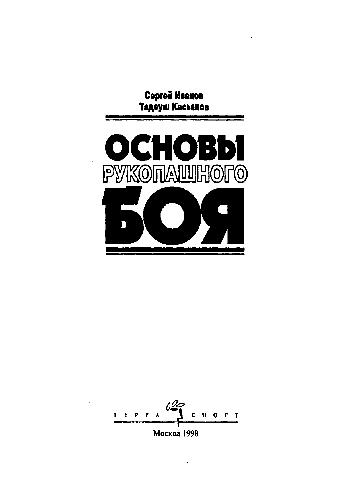 Сергей Иванов
Тадеуш Касьянов
ОСНОВЫ
РУКОПАШНОГО
БОЯ
ТЕРРА СПОРТ
Москва 1998